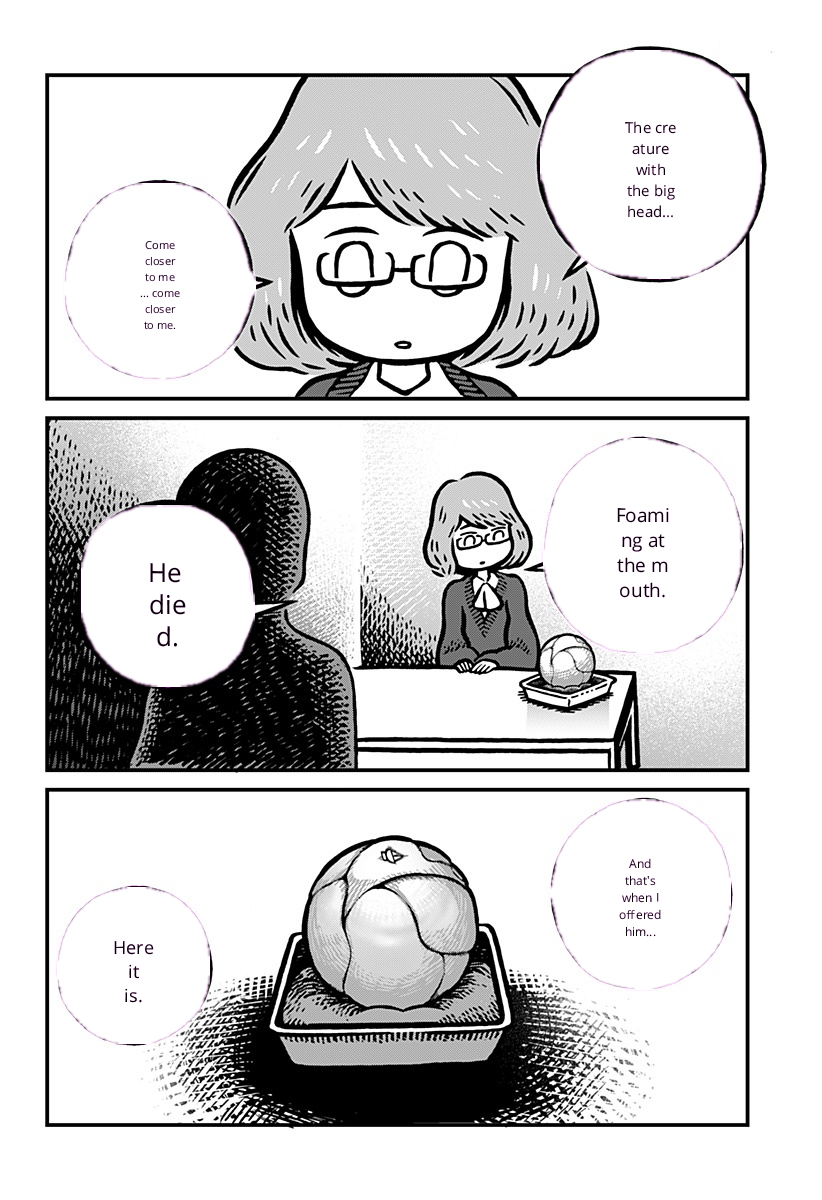 The cre
ature
with
the big
head...
Come
closer
to me
... come
closer
to me.
Foami
ng at
the m
outh.
He
die
d.
And
that's
when I
offered
him...
Here
it
is.